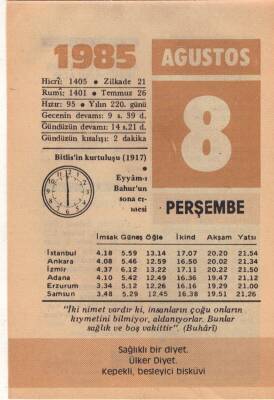 1985
AĞUSTOS
Hicrî: 1405 • Zilkade 21
Rumî: 1401 • Temmuz 26
Hızır: 95 • Yılın 220. günü
Gecenin devamı: 9 s. 39 d.
Gündüzün devamı: 14 s.21 d.
Gündüzün kısalışı: 2 dakika
8
Bitlis'in kurtuluşu (1917)
•
Eyyâm-ı
Bahur'un
sona er-
mesi
PERŞEMBE
İmsak Güneş Öğle İkind Akşam Yatsı
İstanbul 4.18 5.59 13.14 17.07 20.20 21.54
Ankara 4.08 5.46 12.59 16.50 20.02 21.34
İzmir 4.37 6.12 13.22 17.11 20.22 21.50
Adana 4.10 5.42 12.49 16.36 19.47 21.12
Erzurum 3.34 5.12 12.26 16.16 19.29 21.00
Samsun 3.48 5.29 12.45 16.38 19.51 21.26
"İki nimet vardır ki, insanların çoğu onların
kıymetini bilmiyor, aldanıyorlar. Bunlar
sağlık ve boş vakittir". (Buhârî)
Sağlıklı bir diyet.
Ülker Diyet.
Kepekli, besleyici bisküvi